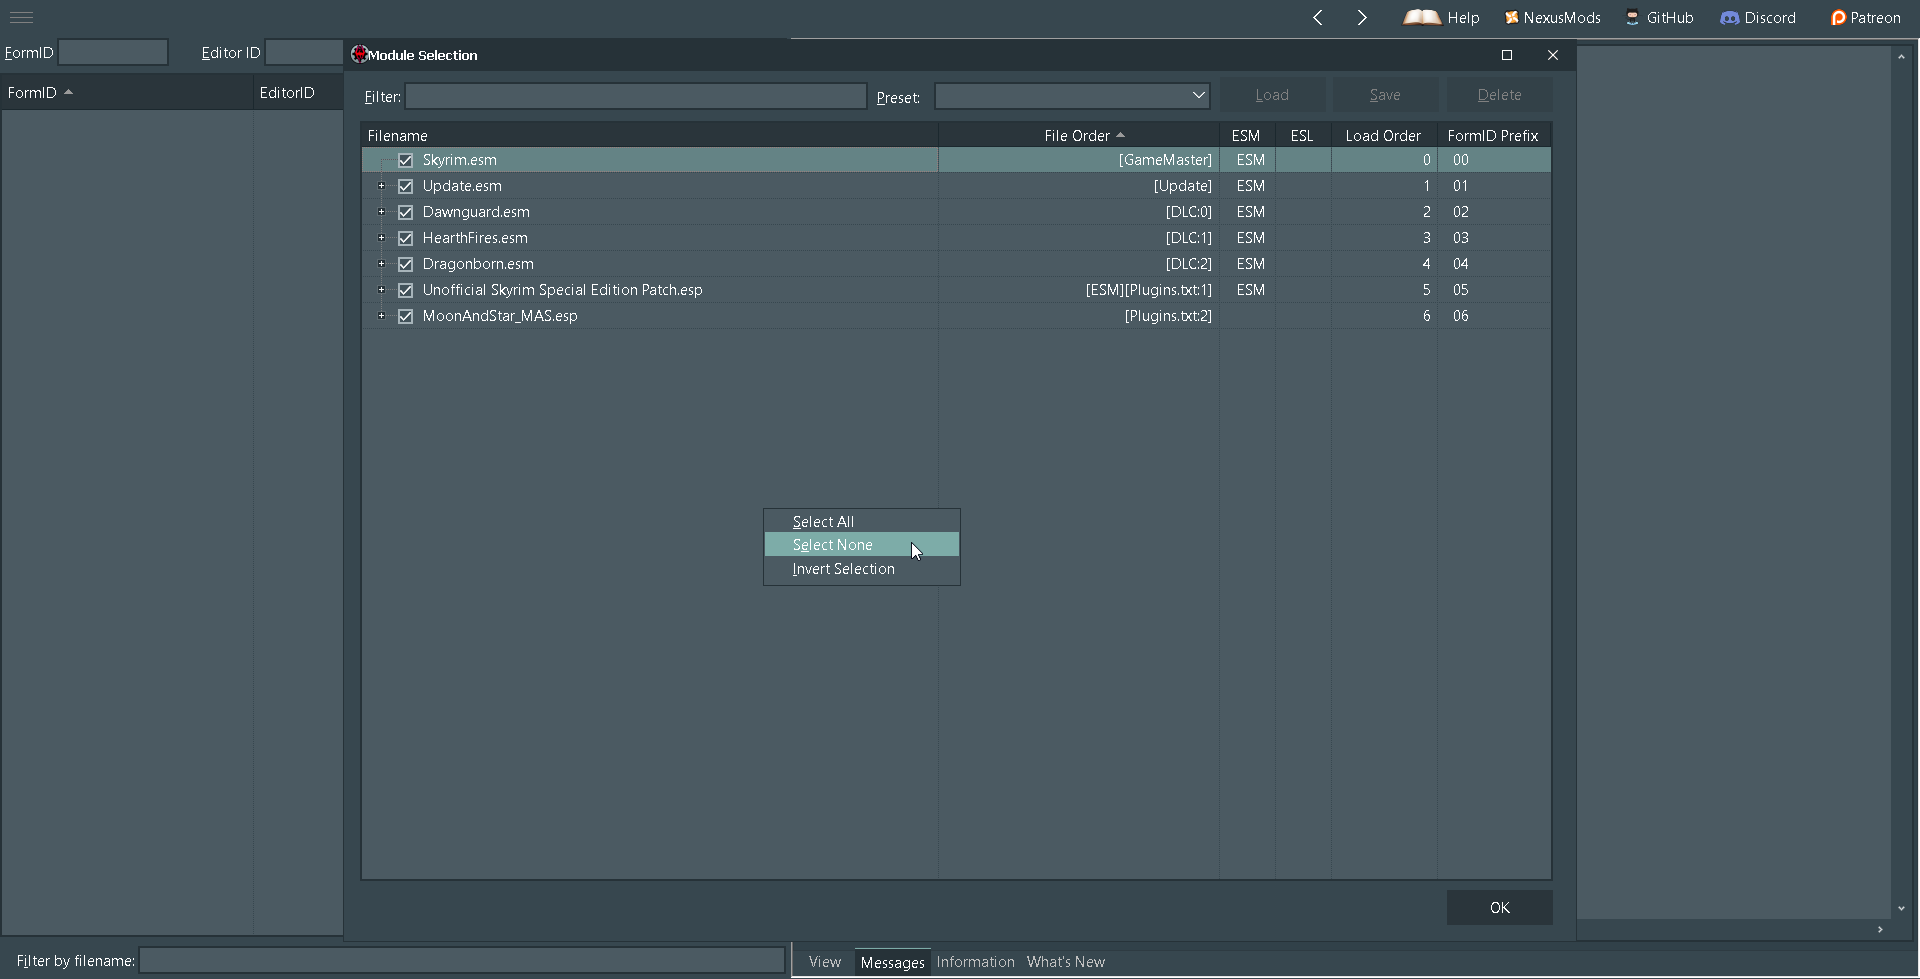 Help NexusMods GitHub Discord Patreon
FormID Editor ID
Module Selection
FormID EditorID
Filter: Preset: Load Save Delete
Filename File Order ESM ESL Load Order FormID Prefix
Skyrim.esm [GameMaster] ESM 0 00
Update.esm [Update] ESM 1 01
Dawnguard.esm [DLC:0] ESM 2 02
HearthFires.esm [DLC:1] ESM 3 03
Dragonborn.esm [DLC:2] ESM 4 04
Unofficial Skyrim Special Edition Patch.esp [ESM][Plugins.txt:1] ESM 5 05
MoonAndStar_MAS.esp [Plugins.txt:2] 6 06
Select All
Select None
Invert Selection
OK
Filter by filename: View Messages Information What's New